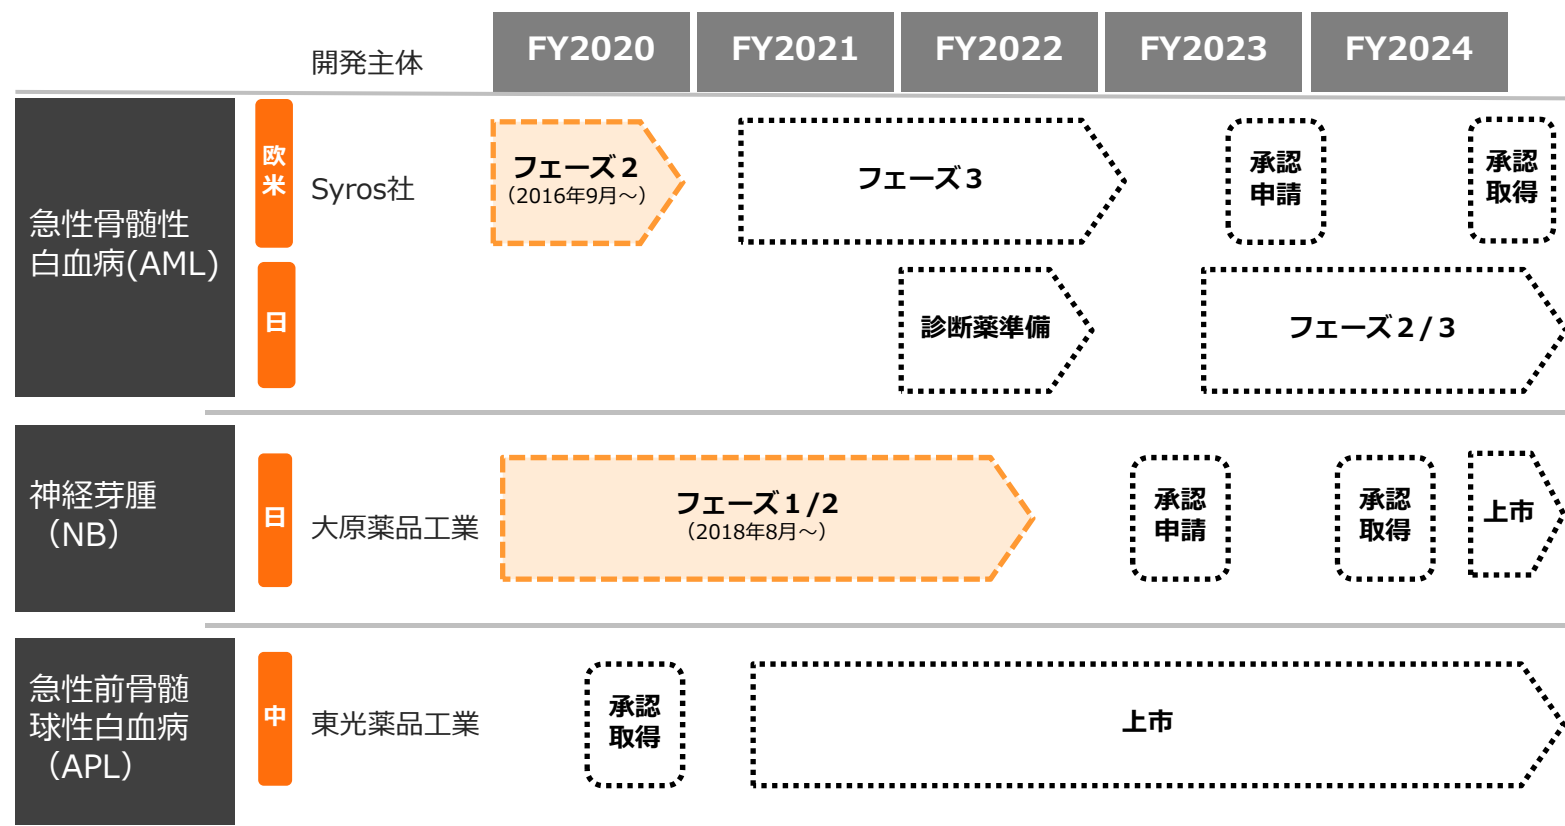 開発主体
FY2020
FY2021
FY2022
FY2023
FY2024
急性骨髄性
白血病(AML)
欧
米
Syros社
フェーズ２
（2016年9月～）
フェーズ３
承認
申請
承認
取得
日
診断薬準備
フェーズ２/３
神経芽腫
（NB）
日
大原薬品工業
フェーズ１/２
（2018年8月～）
承認
申請
承認
取得
上市
急性前骨髄
球性白血病
（APL）
中
東光薬品工業
承認
取得
上市